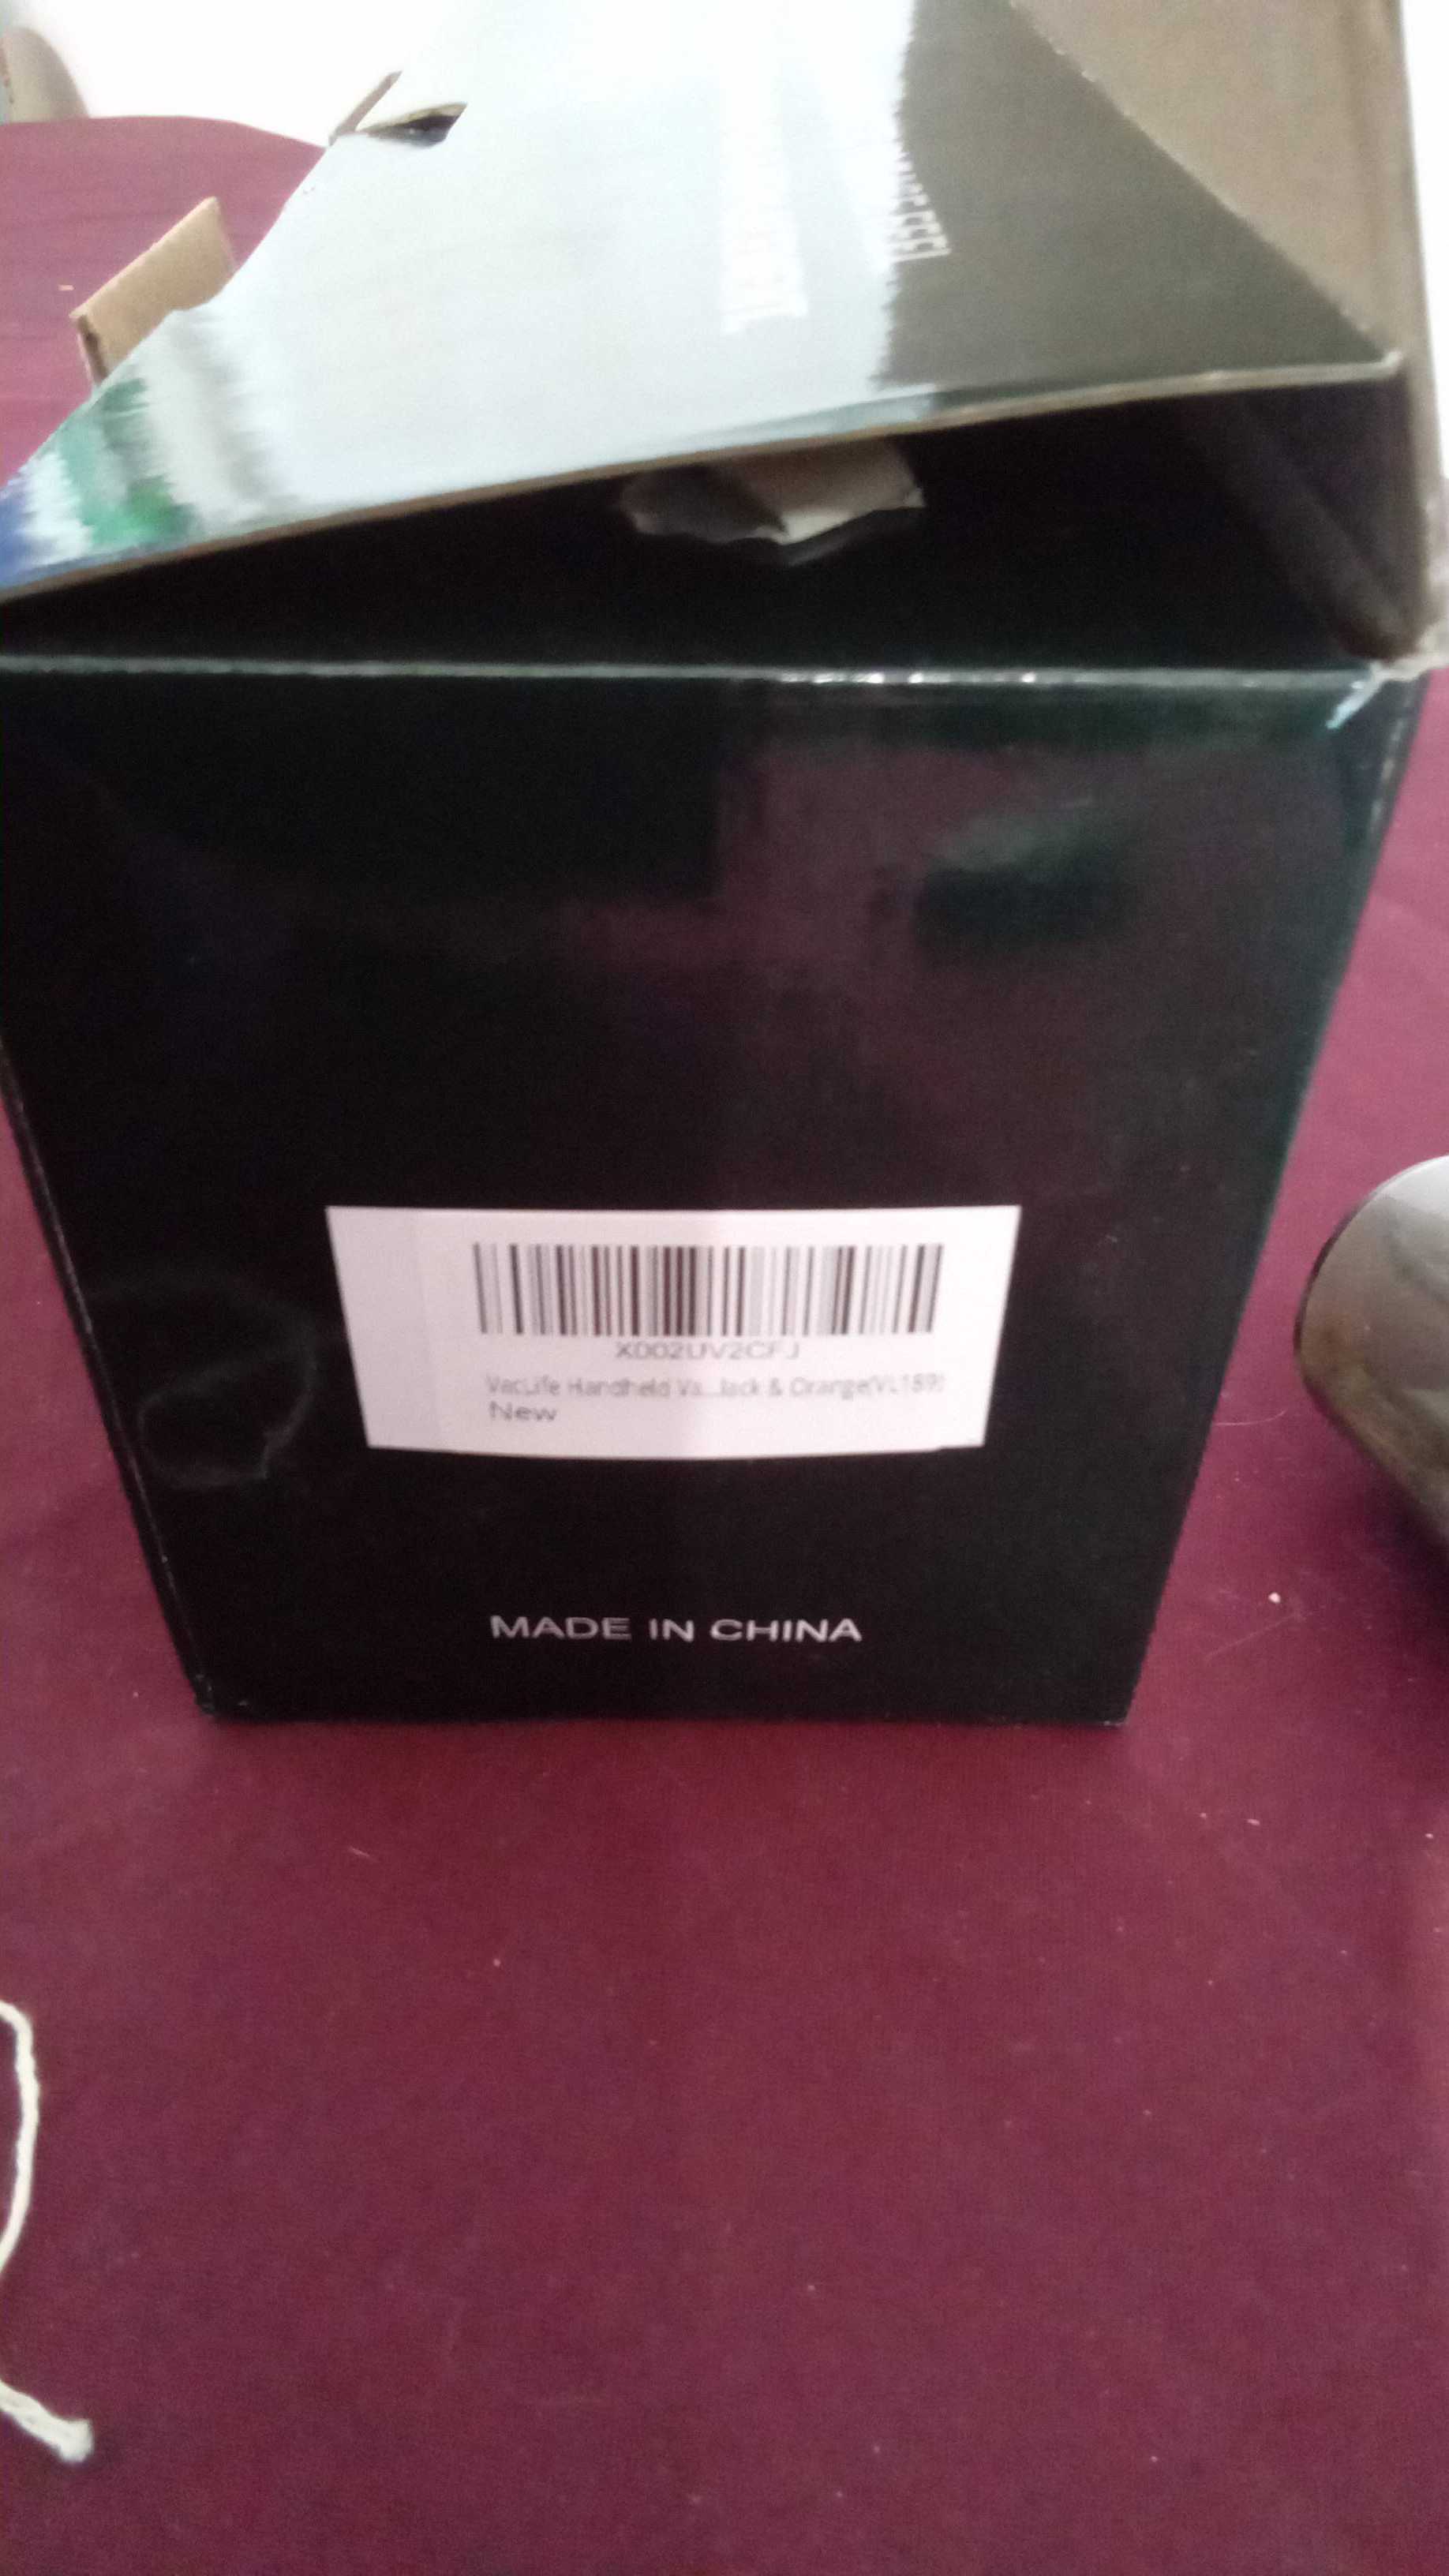 X002UV2CFJ
VacLife Handheld Va...lack & Orange(VL189)
New
MADE IN CHINA